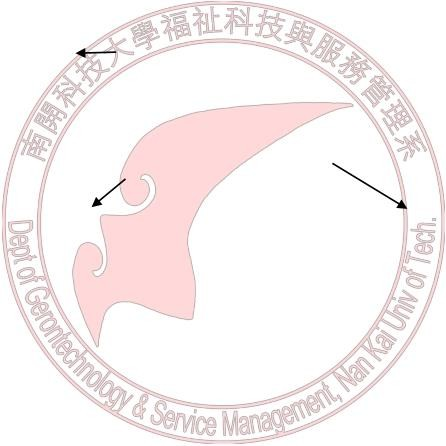 南開科技大學福祉科技與服務管理系
Dept of Gerontechnology & Service Management, Nan Kai Univ of Tech.